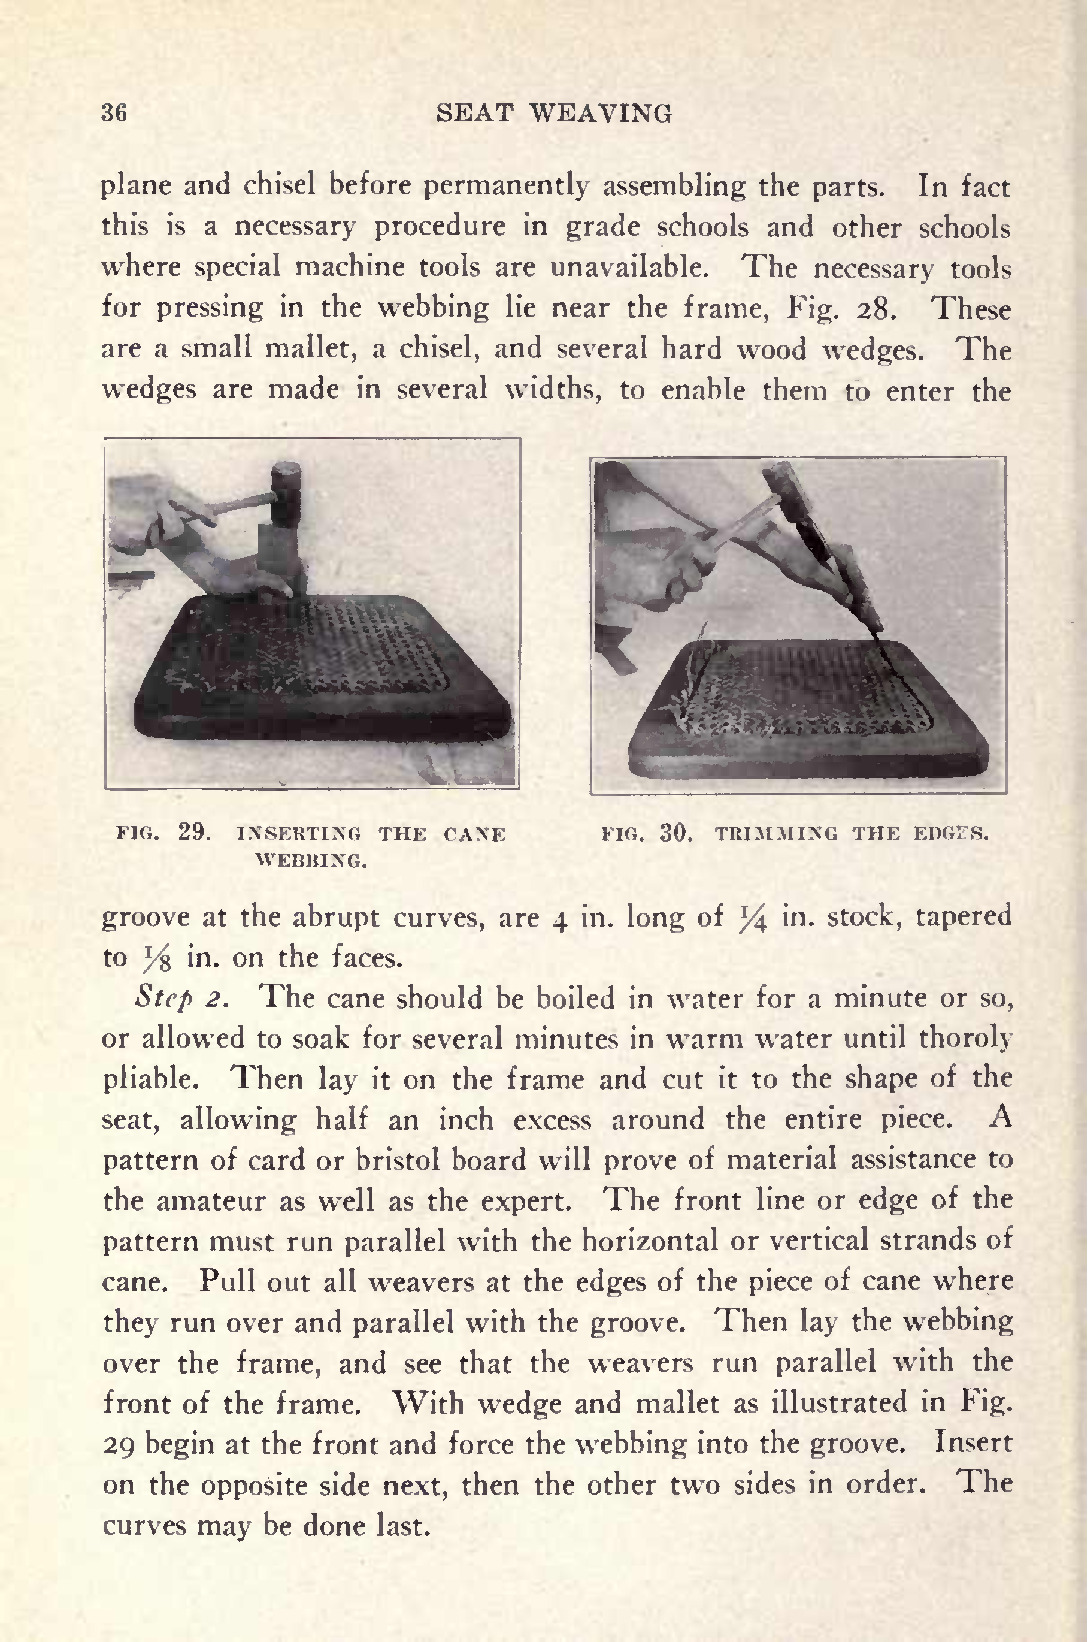 36 SEAT WEAVING
plane and chisel before permanently assembling the parts. In fact
this is a necessary procedure in grade schools and other schools
where special machine tools are unavailable. The necessary tools
for pressing in the webbing lie near the frame, Fig. 28. These
are a small mallet, a chisel, and several hard wood wedges. The
wedges are made in several widths, to enable them to enter the
FIG. 29. INSERTING THE CANE
WEBBING.
FIG. 30. TRIMMING THE EDGES.
groove at the abrupt curves, are 4 in. long of ¼ in. stock, tapered
to ⅛ in. on the faces.
Step 2. The cane should be boiled in water for a minute or so,
or allowed to soak for several minutes in warm water until thoroly
pliable. Then lay it on the frame and cut it to the shape of the
seat, allowing half an inch excess around the entire piece. A
pattern of card or bristol board will prove of material assistance to
the amateur as well as the expert. The front line or edge of the
pattern must run parallel with the horizontal or vertical strands of
cane. Pull out all weavers at the edges of the piece of cane where
they run over and parallel with the groove. Then lay the webbing
over the frame, and see that the weavers run parallel with the
front of the frame. With wedge and mallet as illustrated in Fig.
29 begin at the front and force the webbing into the groove. Insert
on the opposite side next, then the other two sides in order. The
curves may be done last.